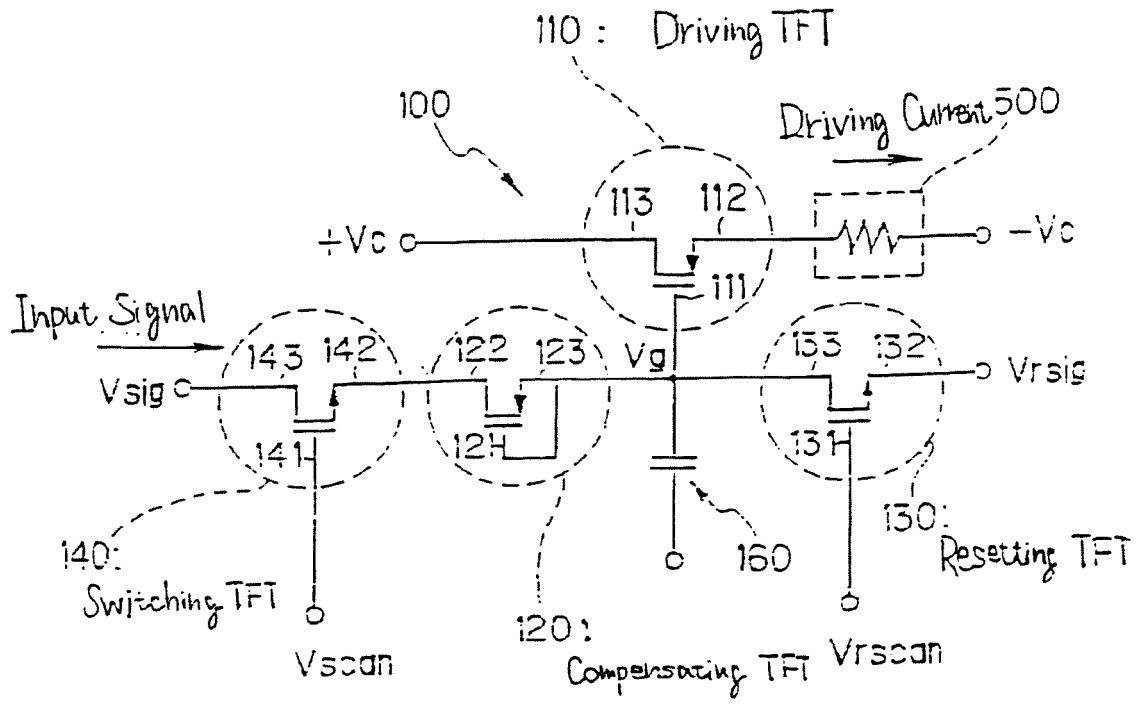 110 : Driving TFT
100
Driving Current 500
113
112
+Vc
-Vc
111
Input Signal
143
142
122
123
Vg
133
132
Vsig
Vrsig
141
121
131
140:
Switching TFT
160
130:
Resetting TFT
120:
Compensating TFT
Vscan
Vrscan